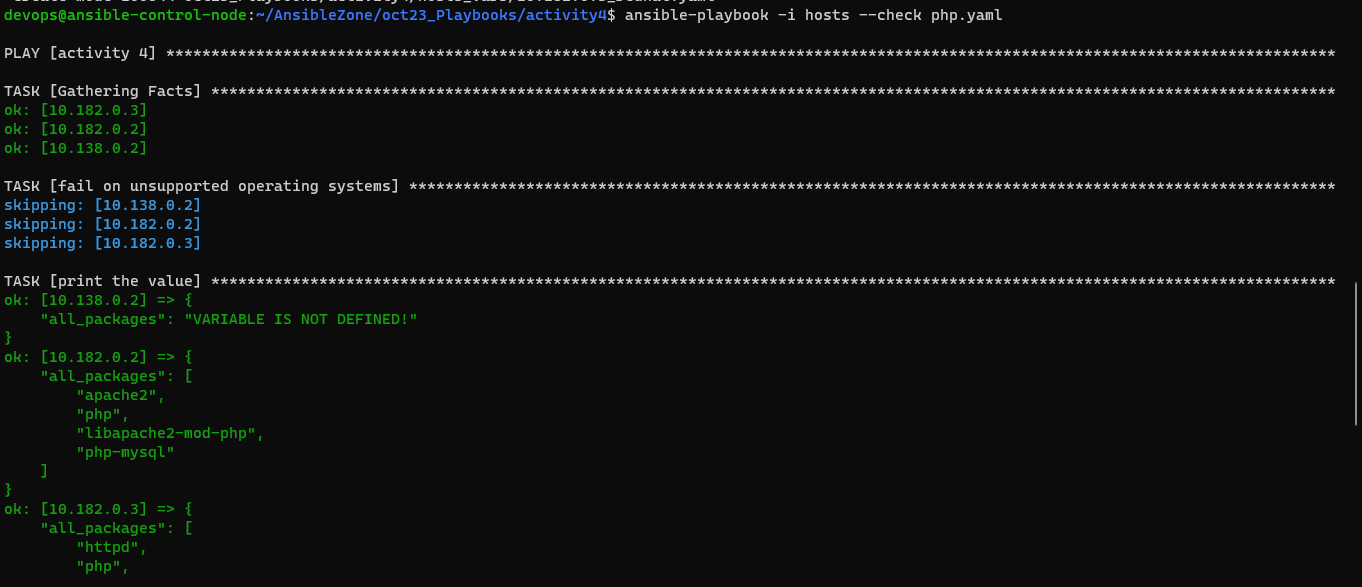 devops@ansible-control-node:~/AnsibleZone/oct23_Playbooks/activity4$ ansible-playbook -i hosts --check php.yaml
PLAY [activity 4] **********************************************************************************************************************************
TASK [Gathering Facts] *****************************************************************************************************************************
ok: [10.182.0.3]
ok: [10.182.0.2]
ok: [10.138.0.2]
TASK [fail on unsupported operating systems] *******************************************************************************************************
skipping: [10.138.0.2]
skipping: [10.182.0.2]
skipping: [10.182.0.3]
TASK [print the value] *****************************************************************************************************************************
ok: [10.138.0.2] => {
    "all_packages": "VARIABLE IS NOT DEFINED!"
}
ok: [10.182.0.2] => {
    "all_packages": [
        "apache2",
        "php",
        "libapache2-mod-php",
        "php-mysql"
    ]
}
ok: [10.182.0.3] => {
    "all_packages": [
        "httpd",
        "php",